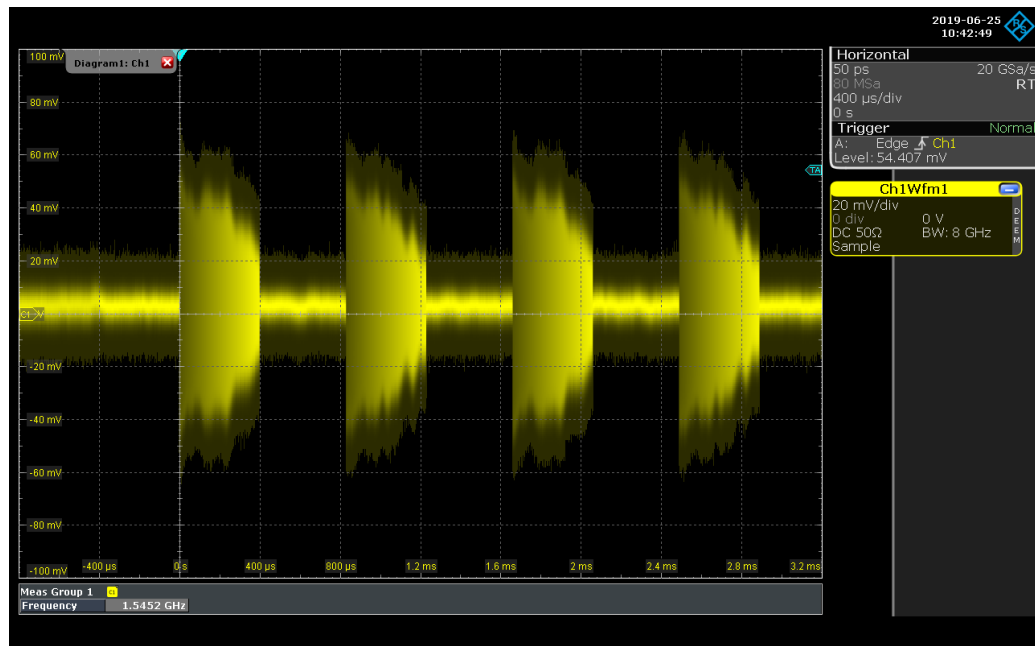 2019-06-25
10:42:49
R&S
Diagram1: Ch1
100 mV
80 mV
60 mV
40 mV
20 mV
C1
-20 mV
-40 mV
-60 mV
-80 mV
-100 mV
-400 µs 0 s 400 µs 800 µs 1.2 ms 1.6 ms 2 ms 2.4 ms 2.8 ms 3.2 ms
TA
Horizontal
50 ps 20 GSa/s
80 MSa RT
400 µs/div
0 s
Trigger Normal
A: Edge Ch1
Level: 54.407 mV
Ch1Wfm1
20 mV/div
0 div 0 V
DC 50Ω BW: 8 GHz
Sample
DEEM
Meas Group 1 C1
Frequency 1.5452 GHz